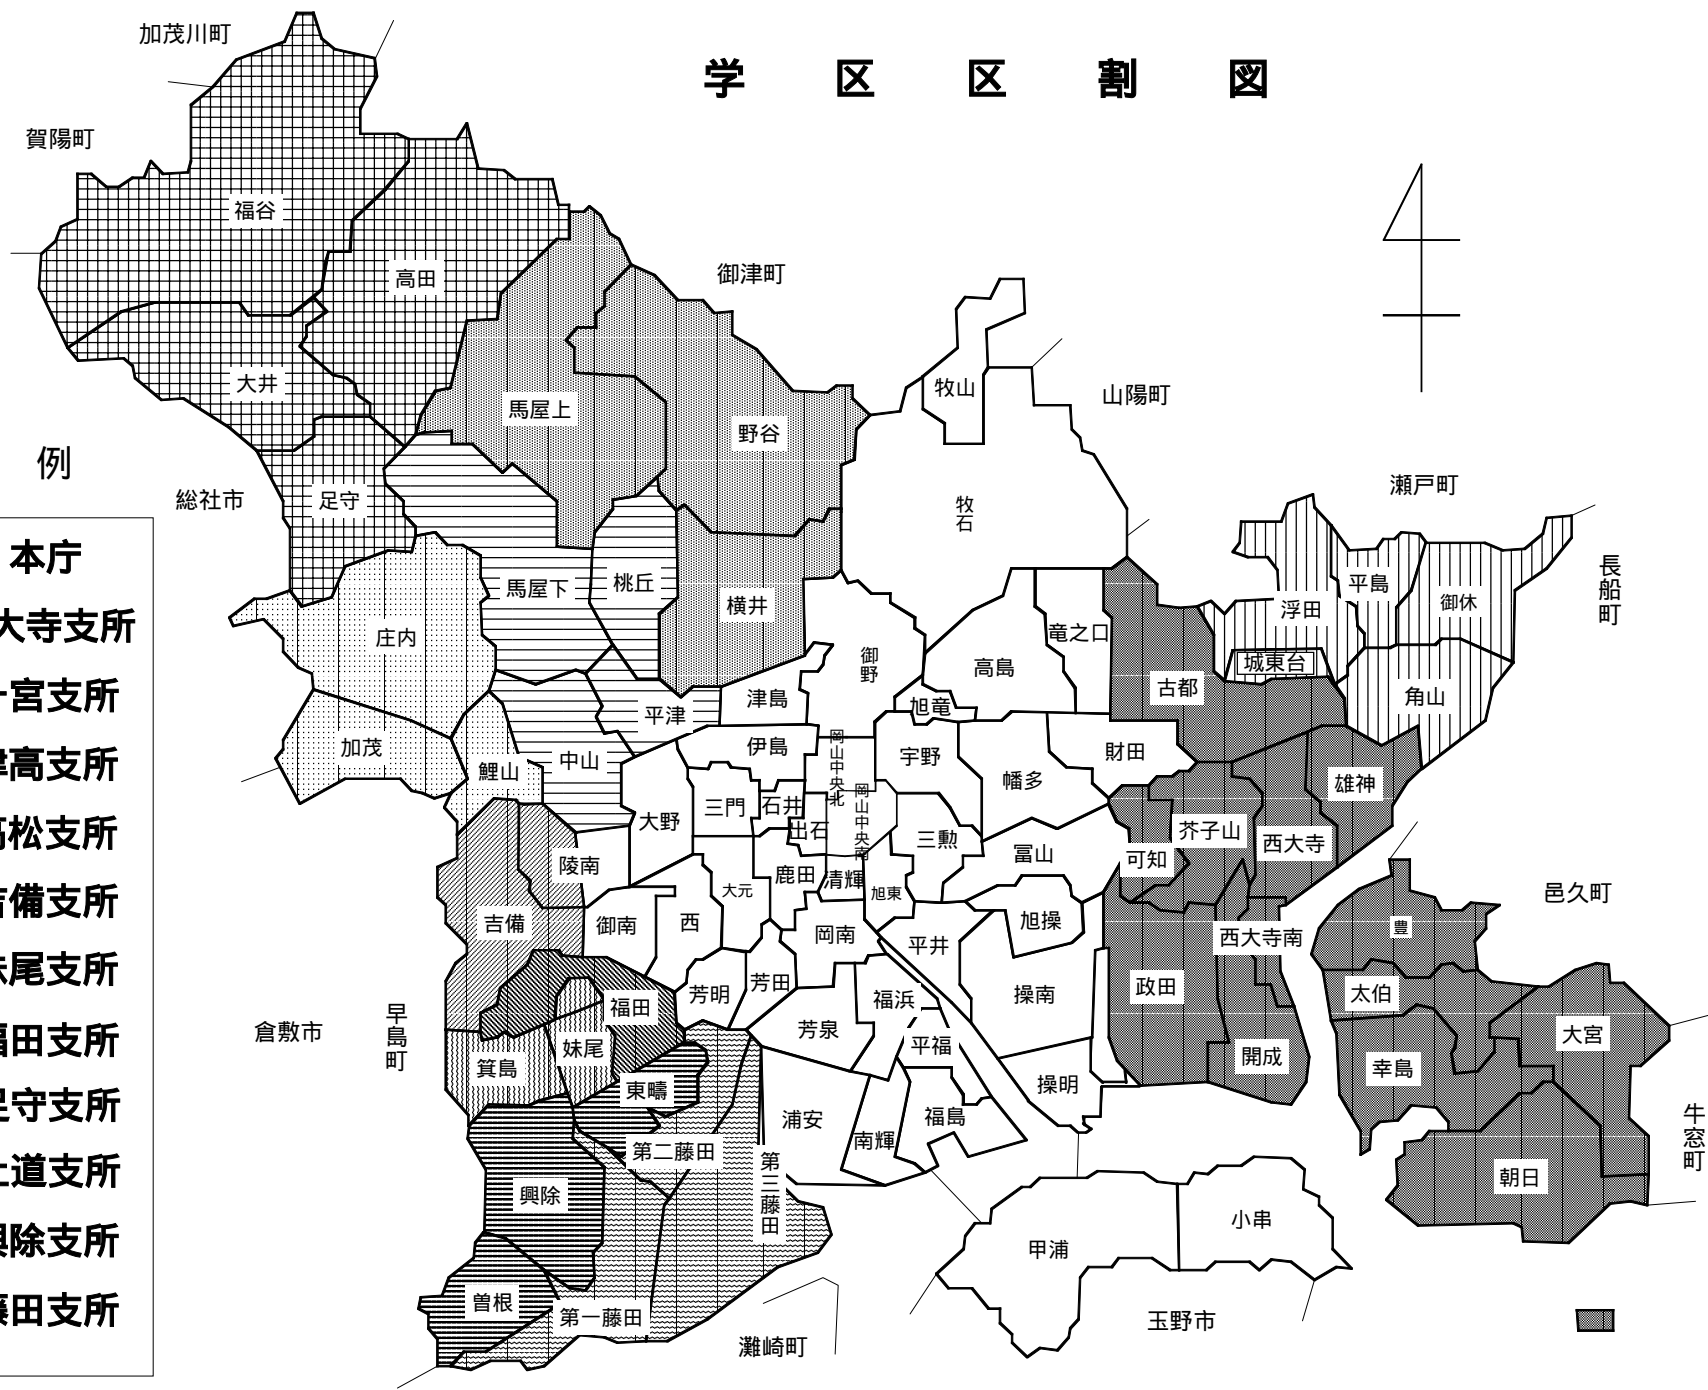 学区区割図
加茂川町
賀陽町
福谷
高田
御津町
大井
馬屋上
野谷
牧山
山陽町
例
総社市
足守
牧石
瀬戸町
長船町
本庁
大寺支所
一宮支所
津高支所
高松支所
吉備支所
妹尾支所
福田支所
足守支所
上道支所
興除支所
藤田支所
馬屋下
桃丘
横井
浮田
平島
御休
庄内
御野
高島
竜之口
城東台
古都
角山
加茂
鯉山
中山
平津
津島
旭竜
伊島
岡山中央北
宇野
幡多
財田
雄神
大野
三門
石井
出石
岡山中央南
三勲
冨山
可知
芥子山
西大寺
陵南
大元
鹿田
清輝
旭東
吉備
御南
西
岡南
平井
旭操
西大寺南
豊
邑久町
倉敷市
早島町
福田
芳明
芳田
福浜
操南
政田
太伯
大宮
箕島
妹尾
芳泉
平福
操明
開成
幸島
東疇
第二藤田
第三藤田
浦安
南輝
福島
牛窓町
興除
朝日
甲浦
小串
曽根
第一藤田
灘崎町
玉野市